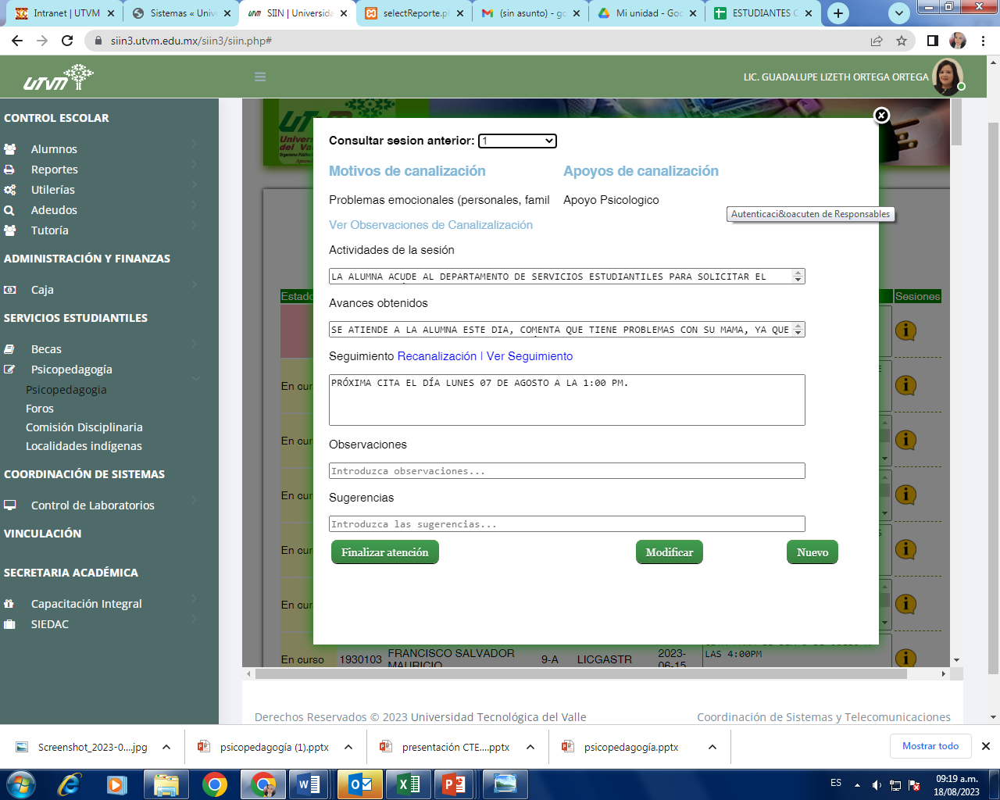 Intranet | UTVM
Sistemas « Unive
SIIN | Universida
selectReporte.p
(sin asunto) - go
Mi unidad - Goo
ESTUDIANTES C
siin3.utvm.edu.mx/siin3/siin.php#
UTVM
LIC. GUADALUPE LIZETH ORTEGA ORTEGA
CONTROL ESCOLAR
Alumnos
Reportes
Utilerías
Adeudos
Tutoría
ADMINISTRACIÓN Y FINANZAS
Caja
SERVICIOS ESTUDIANTILES
Becas
Psicopedagogía
Psicopedagogia
Foros
Comisión Disciplinaria
Localidades indígenas
COORDINACIÓN DE SISTEMAS
Control de Laboratorios
VINCULACIÓN
SECRETARIA ACADÉMICA
Capacitación Integral
SIEDAC
Consultar sesion anterior: 1
Motivos de canalización
Apoyos de canalización
Problemas emocionales (personales, famil
Apoyo Psicologico
Autenticaci&oacuten de Responsables
Ver Observaciones de Canalizalización
Actividades de la sesión
LA ALUMNA ACUDE AL DEPARTAMENTO DE SERVICIOS ESTUDIANTILES PARA SOLICITAR EL
Avances obtenidos
SE ATIENDE A LA ALUMNA ESTE DIA, COMENTA QUE TIENE PROBLEMAS CON SU MAMA, YA QUE
Seguimiento Recanalización | Ver Seguimiento
PRÓXIMA CITA EL DÍA LUNES 07 DE AGOSTO A LA 1:00 PM.
Observaciones
Introduzca observaciones...
Sugerencias
Introduzca las sugerencias...
Finalizar atención
Modificar
Nuevo
Estado
Sesiones
En curs
En curs
En curs
En curs
En curs
En curso
1930103
FRANCISCO SALVADOR
MAURICIO
9-A
LICGASTR
2023-
06-15
LAS 4:00PM
Derechos Reservados © 2023 Universidad Tecnológica del Valle
Coordinación de Sistemas y Telecomunicaciones
Screenshot_2023-0....jpg
psicopedagogía (1).pptx
presentación CTE....pptx
psicopedagogía.pptx
Mostrar todo
ES
09:19 a.m.
18/08/2023